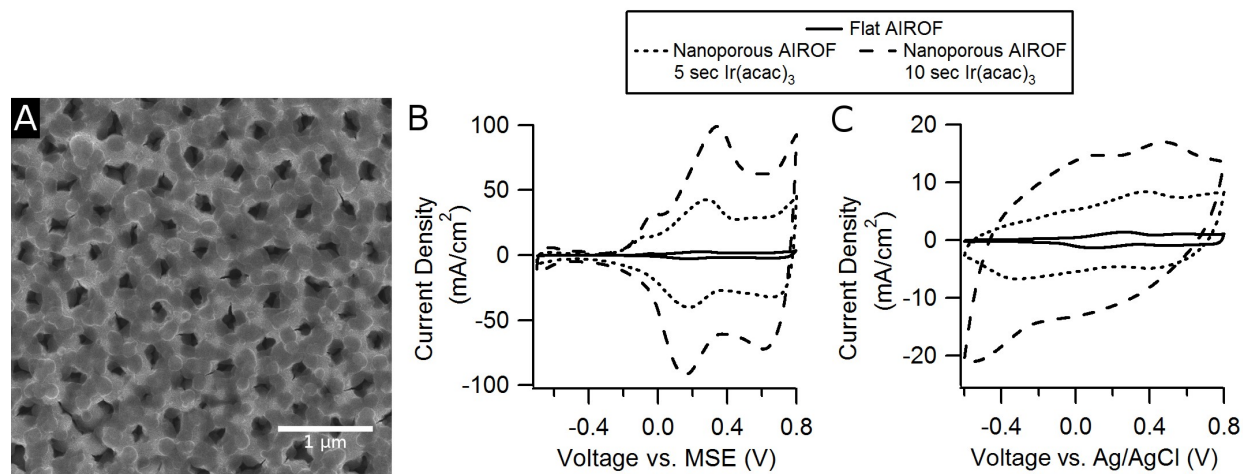 Flat AIROF
Nanoporous AIROF Nanoporous AIROF
5 sec Ir(acac)3 10 sec Ir(acac)3
A
1 µm
B
100
50
0
-50
-100
Current Density
(mA/cm2)
-0.4 0.0 0.4 0.8
Voltage vs. MSE (V)
C
20
10
0
-10
-20
Current Density
(mA/cm2)
-0.4 0.0 0.4 0.8
Voltage vs. Ag/AgCl (V)